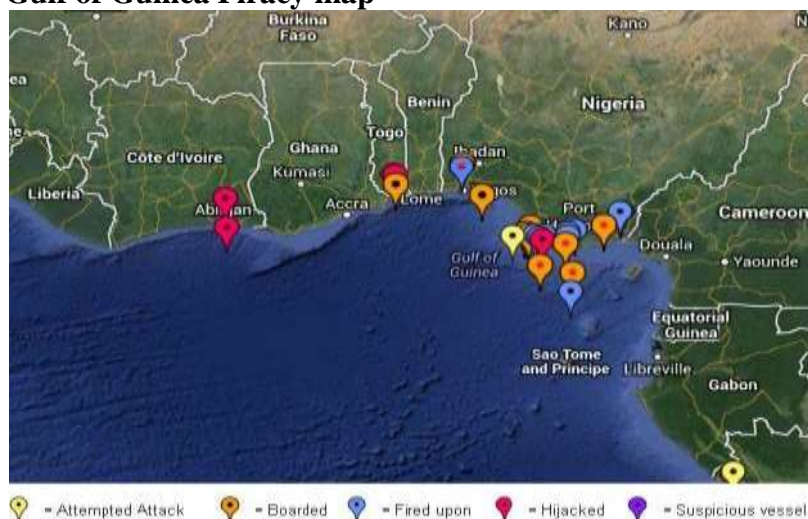 Gulf of Guinea Piracy map
Burkina
Faso
Kano
Benin
Nigeria
Togo
Côte d'Ivoire
Ghana
Kumasi
Ibadan
Liberia
Accra
Lome
Port
Cameroon
Douala
Gulf of
Guinea
Yaounde
Equatorial
Guinea
Sao Tome
and Principe
Libreville
Gabon
= Attempted Attack
= Boarded
= Fired upon
= Hijacked
= Suspicious vessel